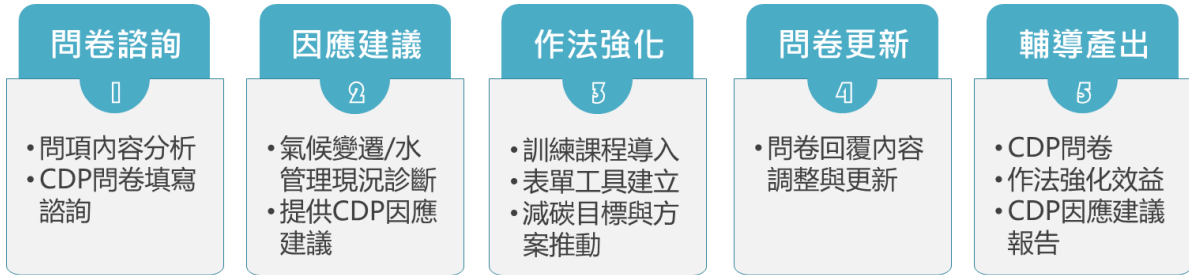 問卷諮詢
1
•問項內容分析
•CDP問卷填寫
諮詢
因應建議
2
•氣候變遷/水
管理現況診斷
•提供CDP因應
建議
作法強化
3
•訓練課程導入
•表單工具建立
•減碳目標與方
案推動
問卷更新
4
•問卷回覆內容
調整與更新
輔導產出
5
•CDP問卷
•作法強化效益
•CDP因應建議
報告